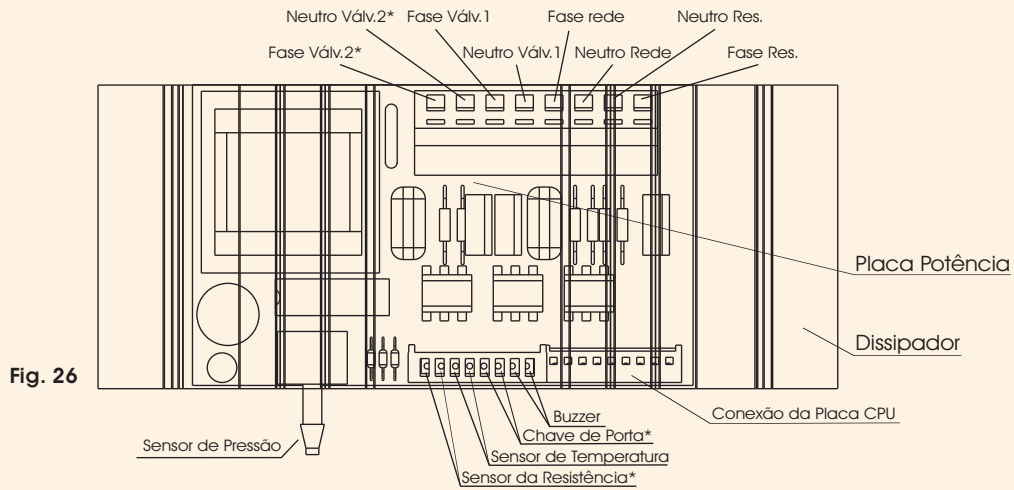 Neutro Válv.2* Fase Válv.1 Fase rede Neutro Res.
Fase Válv.2* Neutro Válv.1 Neutro Rede Fase Res.
Placa Potência
Dissipador
Fig. 26
Conexão da Placa CPU
Buzzer
Chave de Porta*
Sensor de Pressão
Sensor de Temperatura
Sensor da Resistência*